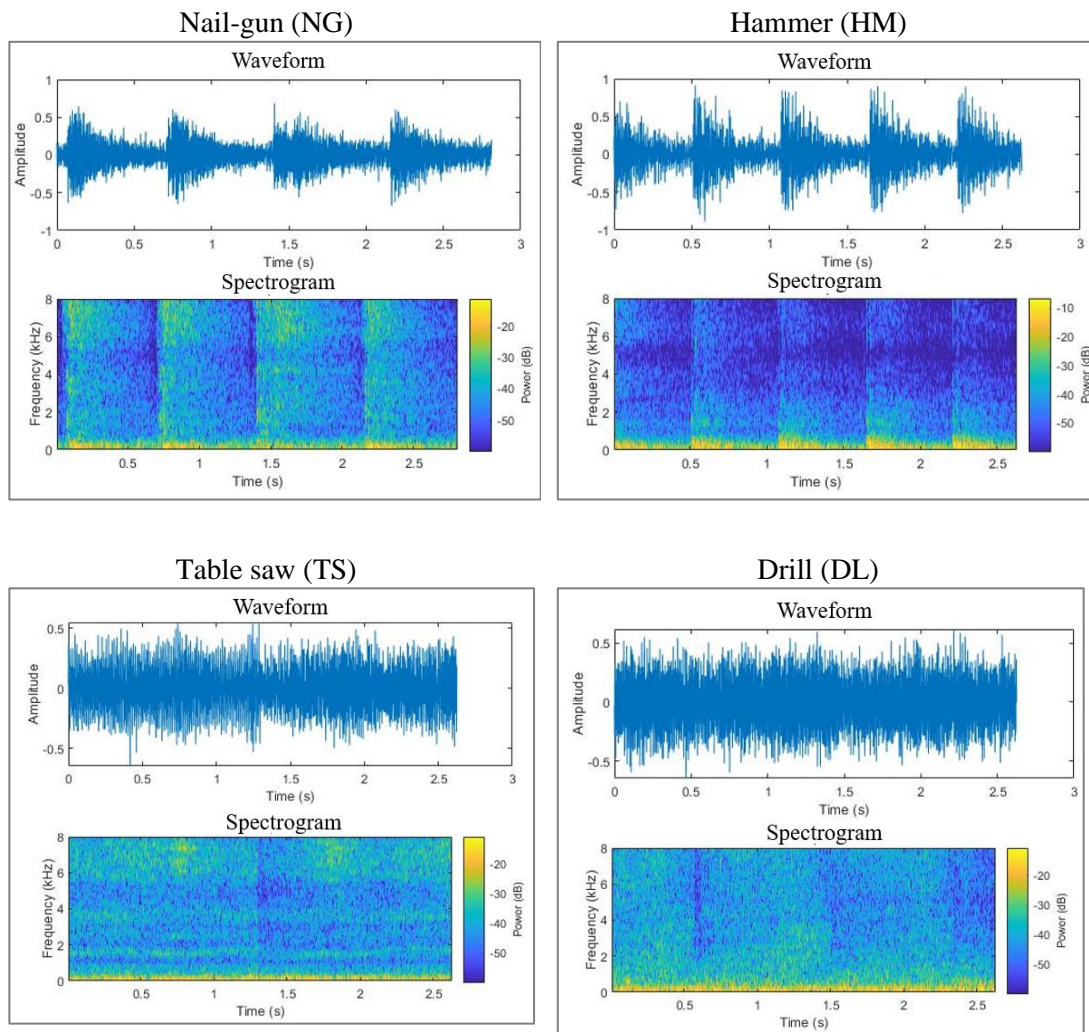 Nail-gun (NG)
Waveform
1
0.5
0
-0.5
-1
Amplitude
0 0.5 1 1.5 2 2.5 3
Time (s)
Spectrogram
8
6
4
2
0
Frequency (kHz)
0.5 1 1.5 2 2.5
Time (s)
-20
-30
-40
-50
Power (dB)
Hammer (HM)
Waveform
1
0.5
0
-0.5
-1
Amplitude
0 0.5 1 1.5 2 2.5 3
Time (s)
Spectrogram
8
6
4
2
0
Frequency (kHz)
0.5 1 1.5 2 2.5
Time (s)
-10
-20
-30
-40
-50
Power (dB)
Table saw (TS)
Waveform
0.5
0
-0.5
Amplitude
0 0.5 1 1.5 2 2.5 3
Time (s)
Spectrogram
8
6
4
2
0
Frequency (kHz)
0.5 1 1.5 2 2.5
Time (s)
-20
-30
-40
-50
Power (dB)
Drill (DL)
Waveform
0.5
0
-0.5
Amplitude
0 0.5 1 1.5 2 2.5 3
Time (s)
Spectrogram
8
6
4
2
0
Frequency (kHz)
0.5 1 1.5 2 2.5
Time (s)
-20
-30
-40
-50
Power (dB)